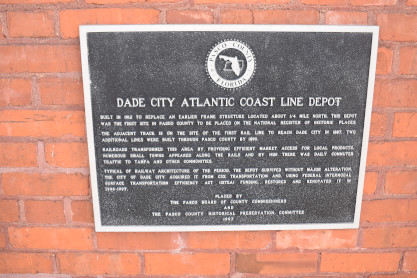 PASCO COUNTY
FLORIDA
DADE CITY ATLANTIC COAST LINE DEPOT
BUILT IN 1912 TO REPLACE AN EARLIER FRAME STRUCTURE LOCATED ABOUT 1/4 MILE NORTH, THIS DEPOT
WAS THE FIRST SITE IN PASCO COUNTY TO BE PLACED ON THE NATIONAL REGISTER OF HISTORIC PLACES.
THE ADJACENT TRACK IS ON THE SITE OF THE FIRST RAIL LINE TO REACH DADE CITY IN 1887. TWO
ADDITIONAL LINES WERE BUILT THROUGH PASCO COUNTY BY 1890.
RAILROADS TRANSFORMED THIS AREA BY PROVIDING EFFICIENT MARKET ACCESS FOR LOCAL PRODUCTS.
NUMEROUS SMALL TOWNS APPEARED ALONG THE RAILS AND BY THERE WAS DAILY COMMUTER
TRAFFIC TO TAMPA AND OTHER COMMUNITIES.
TYPICAL OF RAILWAY ARCHITECTURE OF THE PERIOD, THE DEPOT SURVIVED WITHOUT MAJOR ALTERATION.
THE CITY OF DADE CITY ACQUIRED IT FROM CSX TRANSPORTATION AND, USING FEDERAL INTERMODAL
SURFACE TRANSPORTATION EFFICIENCY ACT (ISTEA) FUNDING, RESTORED AND RENOVATED IT IN
PLACED BY
THE PASCO BOARD OF COUNTY COMMISSIONERS
AND
THE PASCO COUNTY HISTORICAL PRESERVATION COMMITTEE
1997